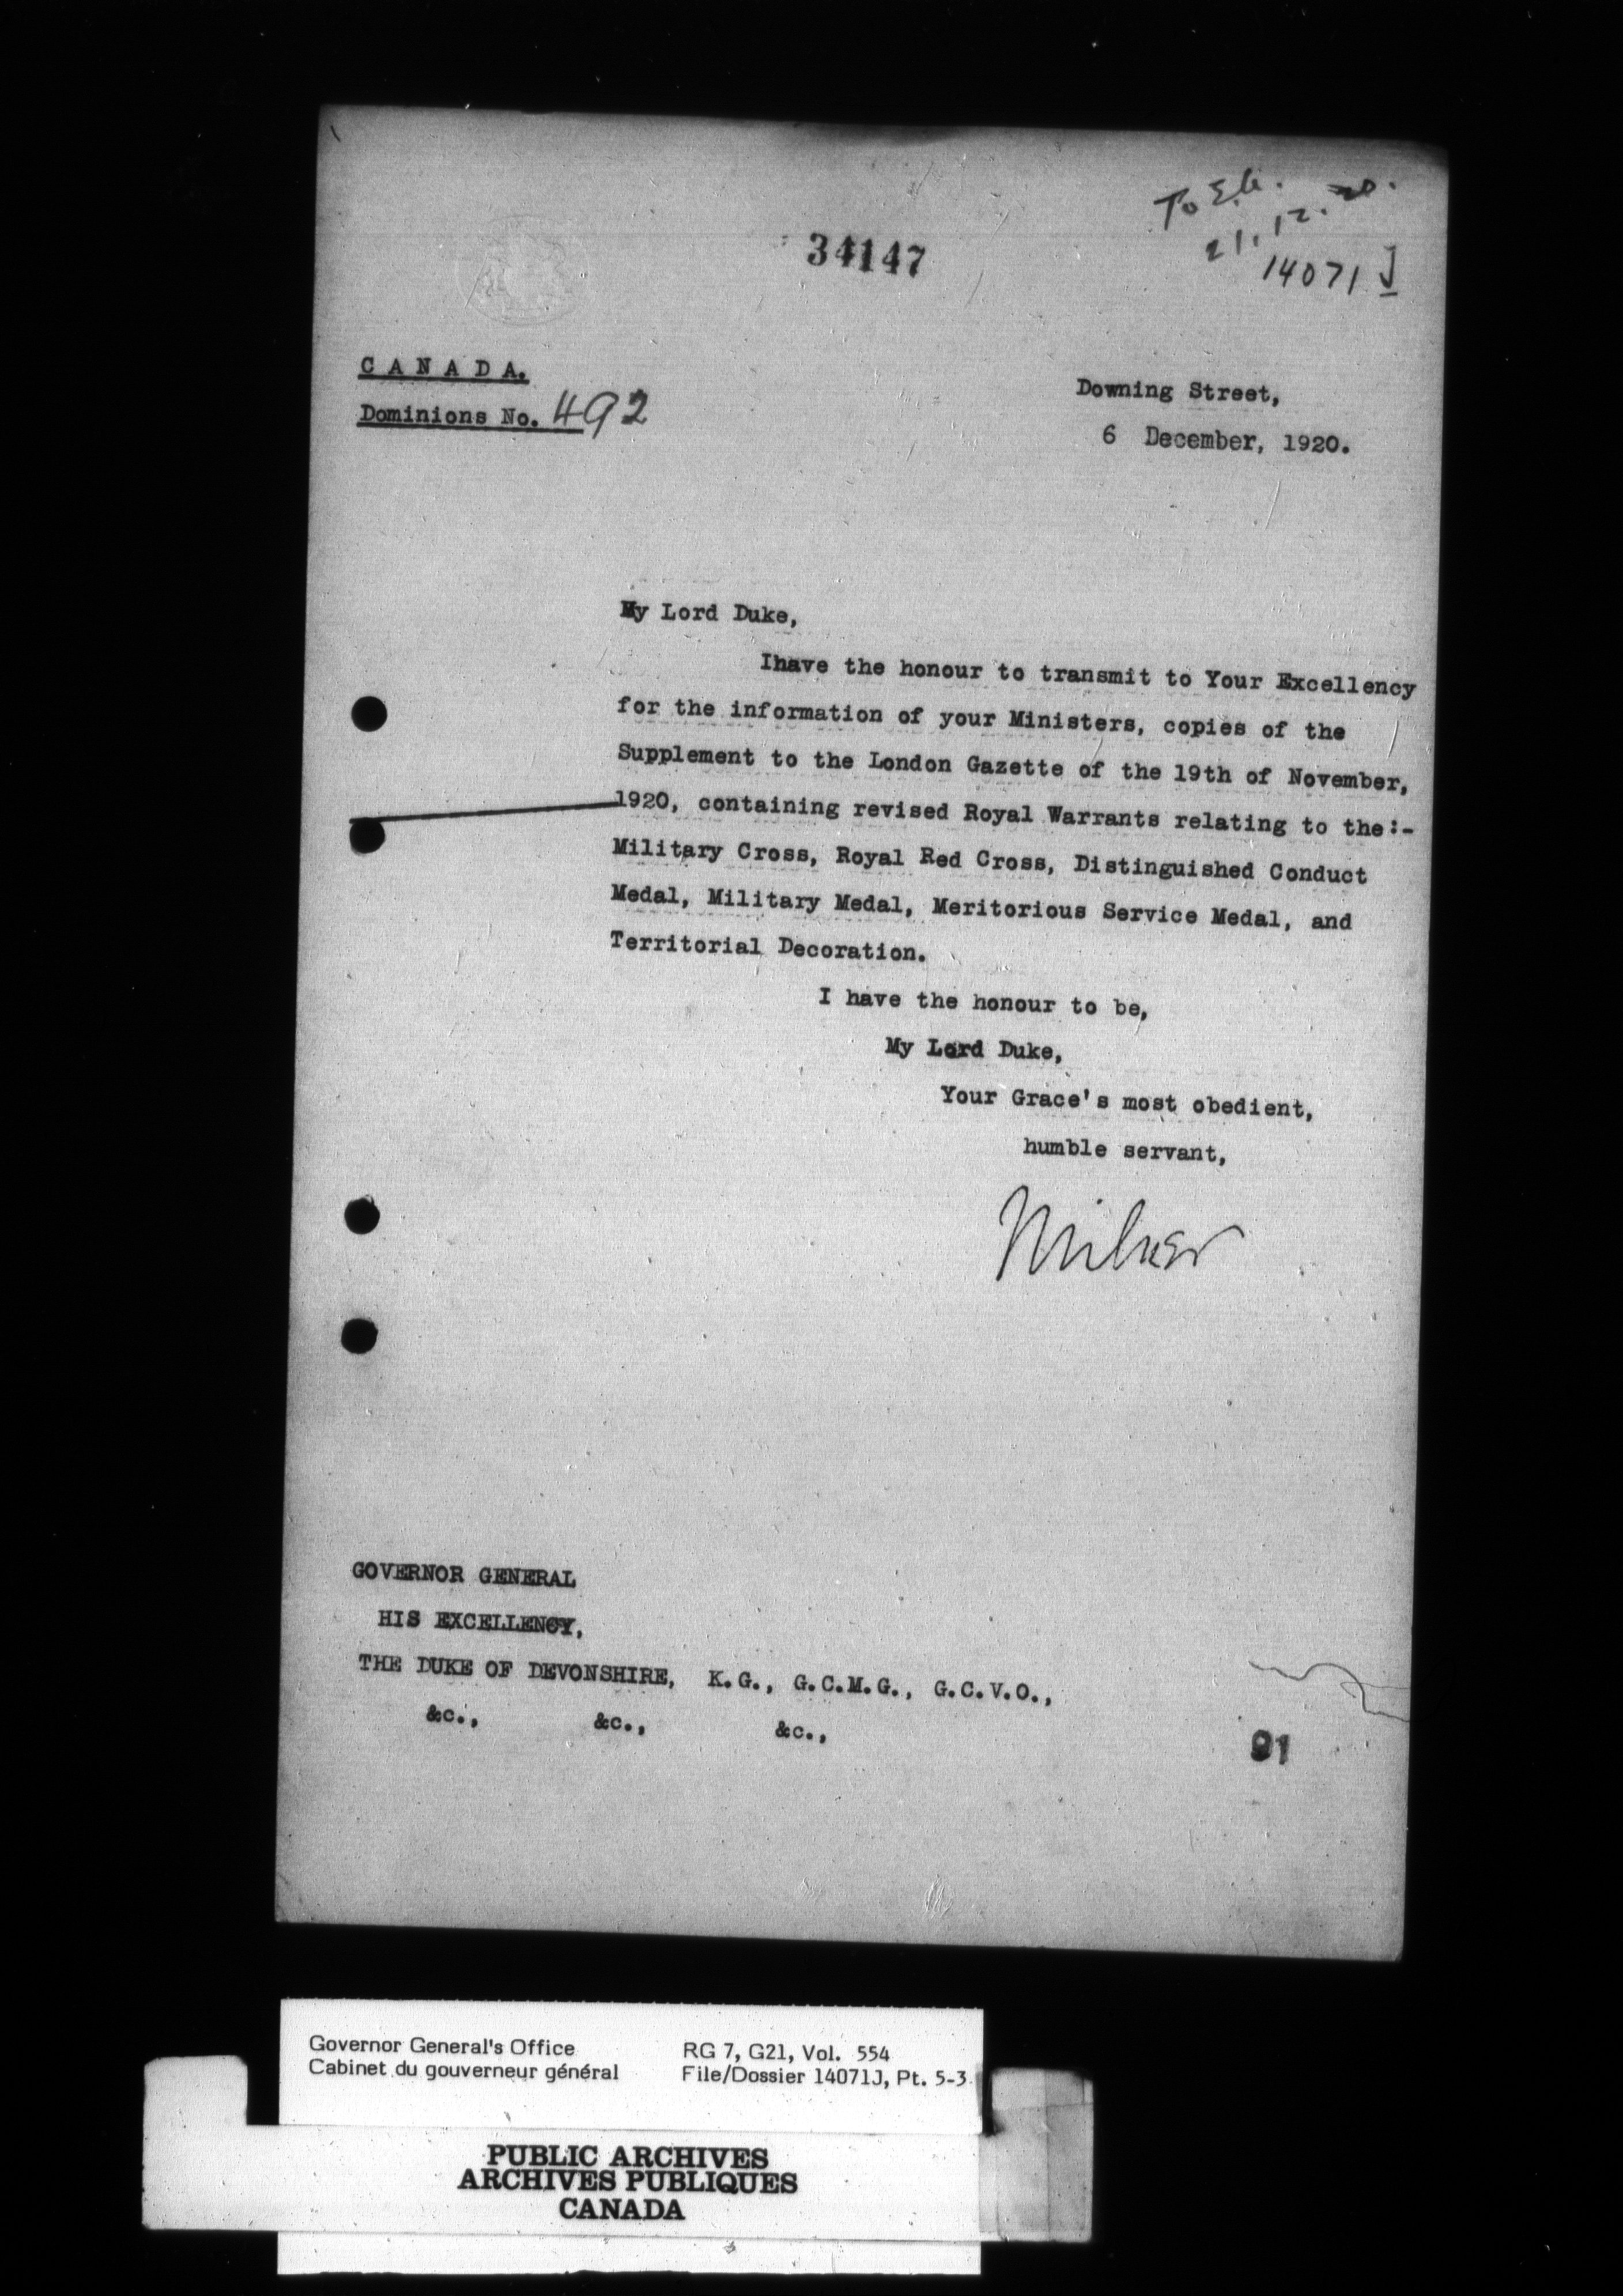 To E.G.
21.12.20.
34147
14071 J
C A N A D A.
Dominions No. 492
Downing Street,
6 December, 1920.
My Lord Duke,
Ihave the honour to transmit to Your Excellency
for the information of your Ministers, copies of the
Supplement to the London Gazette of the 19th of November,
1920, containing revised Royal Warrants relating to the:-
Military Cross, Royal Red Cross, Distinguished Conduct
Medal, Military Medal, Meritorious Service Medal, and
Territorial Decoration.
I have the honour to be,
My Lord Duke,
Your Grace's most obedient,
humble servant,
Milner
GOVERNOR GENERAL
HIS EXCELLENCY,
THE DUKE OF DEVONSHIRE, K.G., G.C.M.G., G.C.V.O.,
&c., &c., &c.,
91
Governor General's Office
Cabinet du gouverneur général
RG 7, G21, Vol. 554
File/Dossier 14071J, Pt. 5-3
PUBLIC ARCHIVES
ARCHIVES PUBLIQUES
CANADA